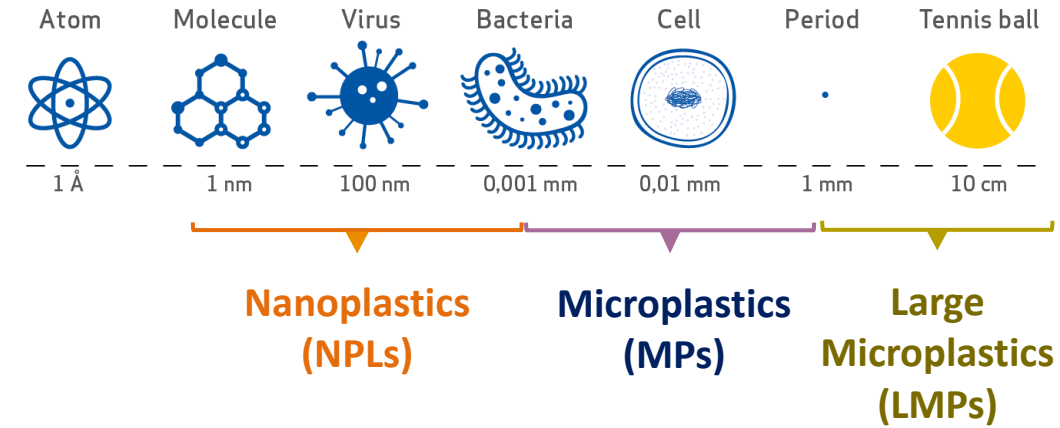 Atom Molecule Virus Bacteria Cell Period Tennis ball
1 Å 1 nm 100 nm 0,001 mm 0,01 mm 1 mm 10 cm
Nanoplastics
(NPLs)
Microplastics
(MPs)
Large
Microplastics
(LMPs)